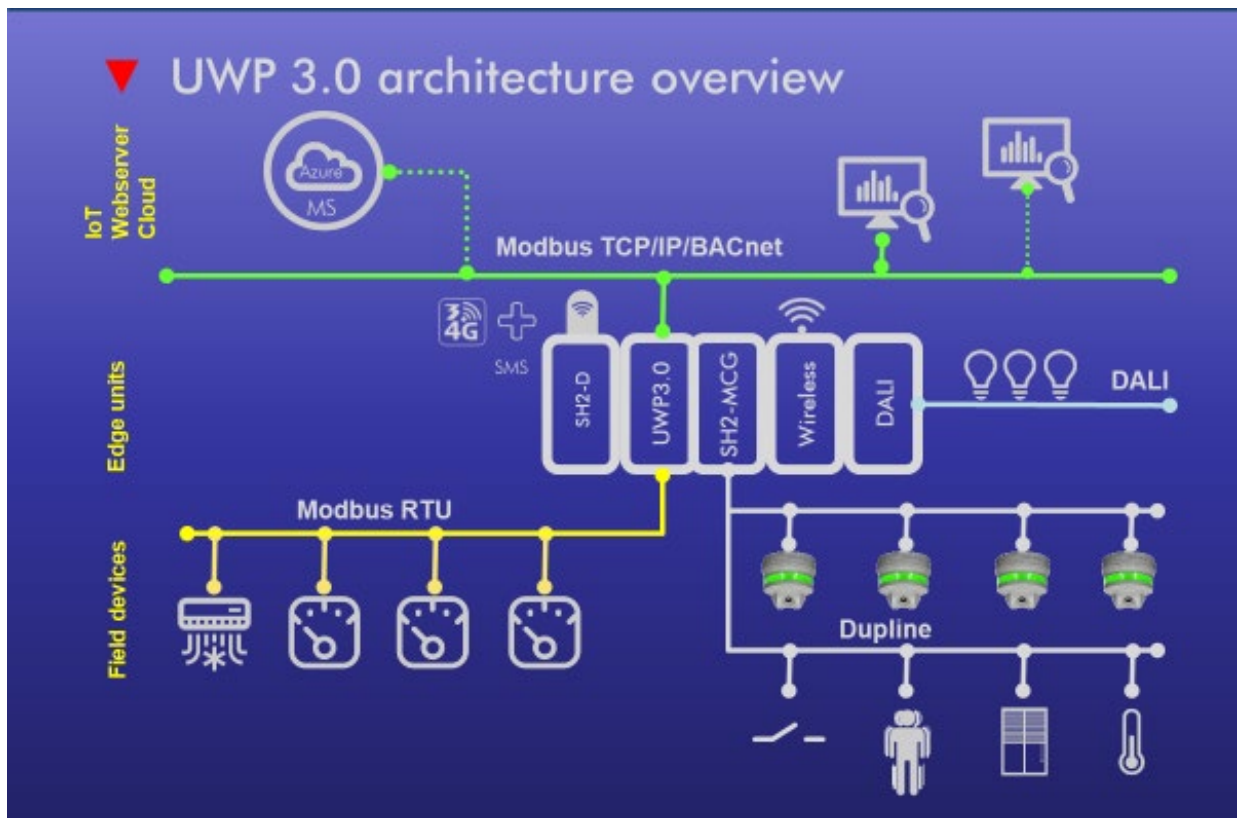 UWP 3.0 architecture overview
IoT
Webserver
Cloud
Azure
MS
Modbus TCP/IP/BACnet
3G
4G
SMS
Edge units
SH2-D
UWP3.0
SH2-MCG
Wireless
DALI
DALI
Modbus RTU
Field devices
Dupline